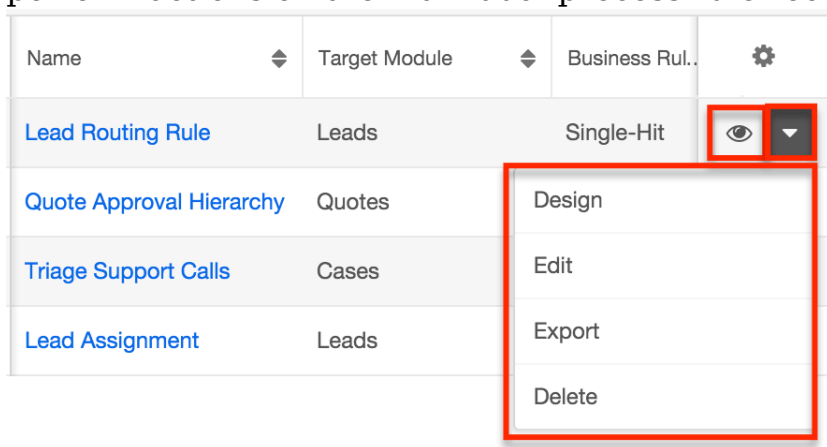 Name Target Module Business Rul..
Lead Routing Rule Leads Single-Hit
Quote Approval Hierarchy Quotes
Design
Triage Support Calls Cases
Edit
Export
Lead Assignment Leads
Delete